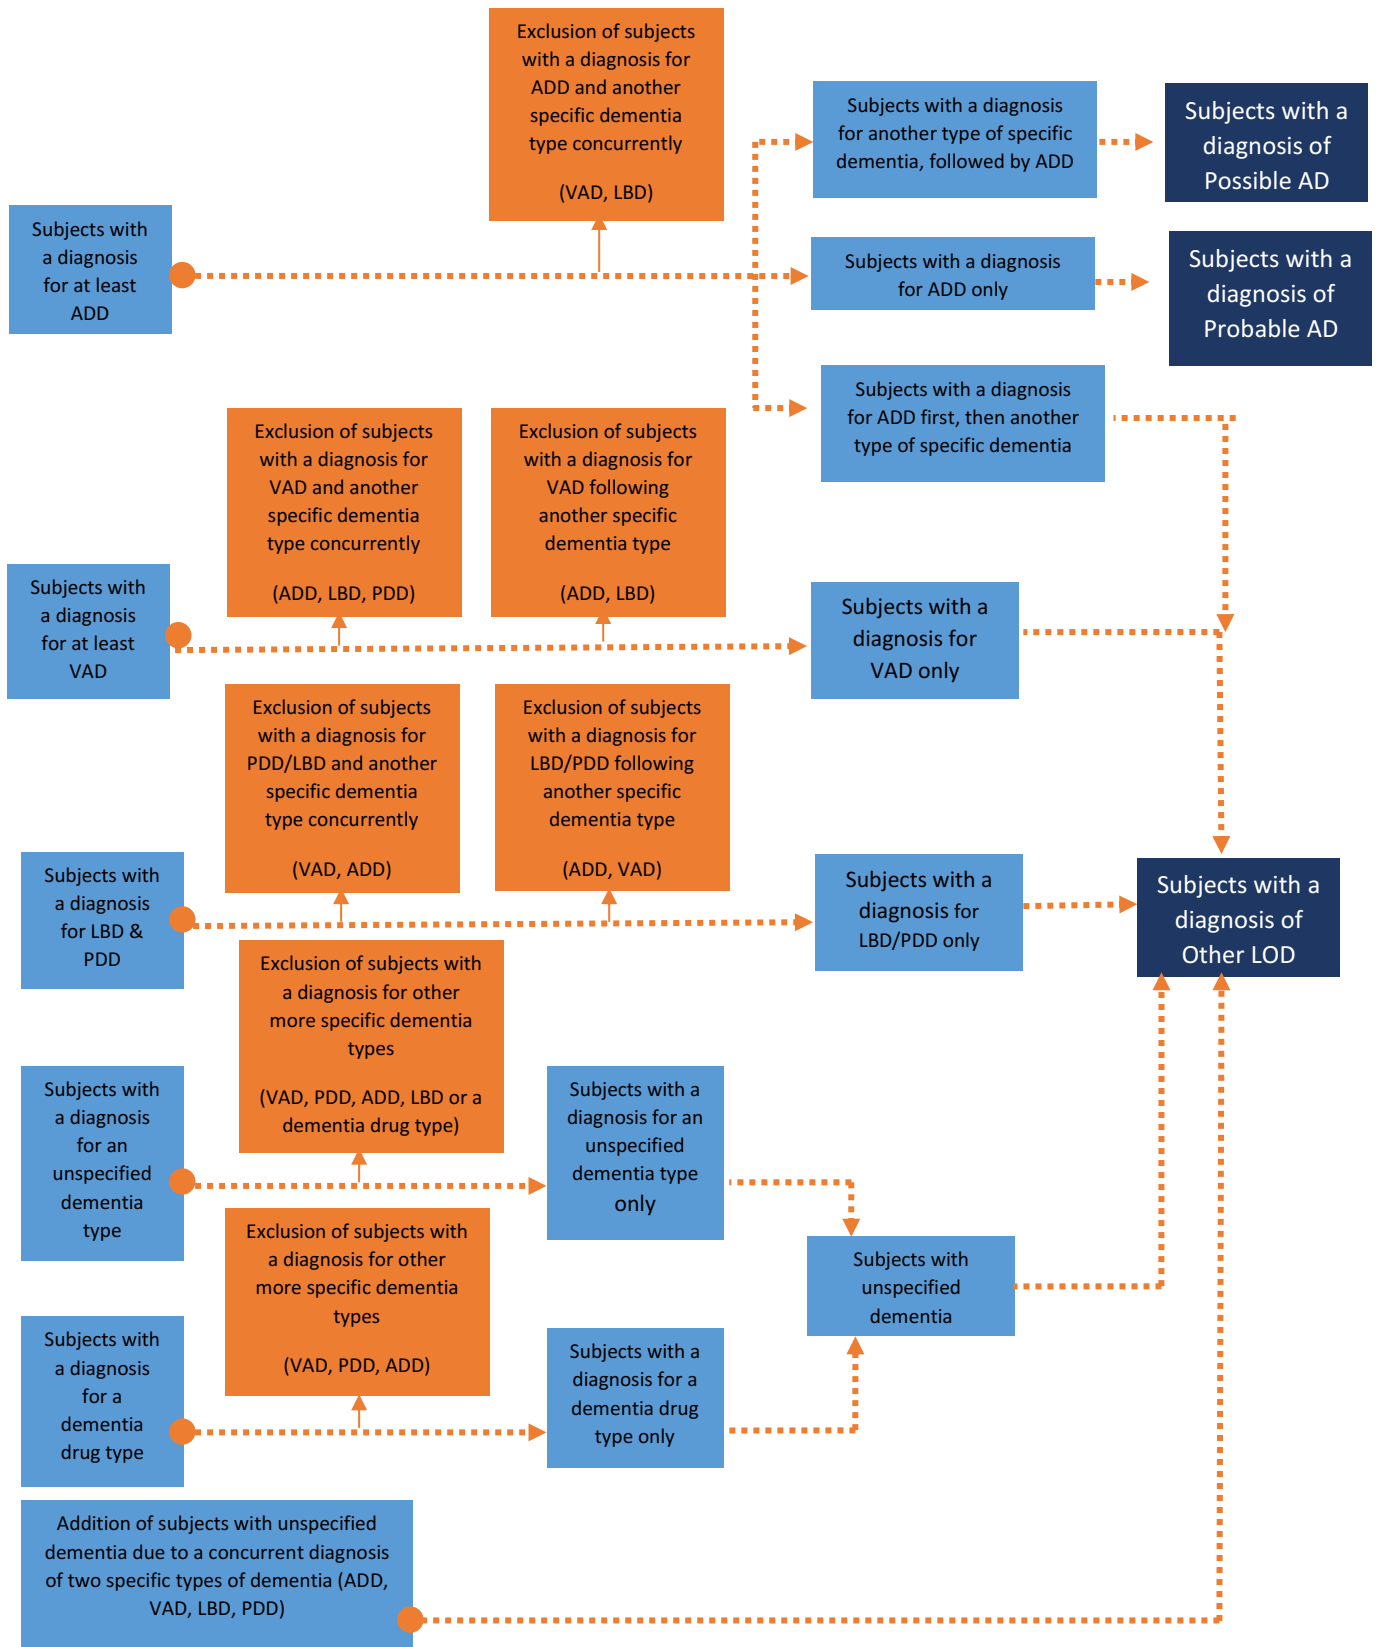 Exclusion of subjects
with a diagnosis for
ADD and another
specific dementia
type concurrently
(VAD, LBD)
Subjects with a diagnosis
for another type of specific
dementia, followed by ADD
Subjects with a
diagnosis of
Possible AD
Subjects with
a diagnosis
for at least
ADD
Subjects with a diagnosis
for ADD only
Subjects with a
diagnosis of
Probable AD
Subjects with a diagnosis
for ADD first, then another
type of specific dementia
Exclusion of subjects
with a diagnosis for
VAD and another
specific dementia
type concurrently
(ADD, LBD, PDD)
Exclusion of subjects
with a diagnosis for
VAD following
another specific
dementia type
(ADD, LBD)
Subjects with
a diagnosis
for at least
VAD
Subjects with a
diagnosis for
VAD only
Exclusion of subjects
with a diagnosis for
PDD/LBD and another
specific dementia
type concurrently
(VAD, ADD)
Exclusion of subjects
with a diagnosis for
LBD/PDD following
another specific
dementia type
(ADD, VAD)
Subjects with
a diagnosis
for LBD &
PDD
Subjects with a
diagnosis for
LBD/PDD only
Subjects with a
diagnosis of
Other LOD
Exclusion of subjects with
a diagnosis for other
more specific dementia
types
(VAD, PDD, ADD, LBD or a
dementia drug type)
Subjects with
a diagnosis
for an
unspecified
dementia
type
Subjects with a
diagnosis for an
unspecified
dementia type
only
Exclusion of subjects with
a diagnosis for other
more specific dementia
types
(VAD, PDD, ADD)
Subjects with
unspecified
dementia
Subjects with
a diagnosis
for a
dementia
drug type
Subjects with a
diagnosis for a
dementia drug
type only
Addition of subjects with unspecified
dementia due to a concurrent diagnosis
of two specific types of dementia (ADD,
VAD, LBD, PDD)